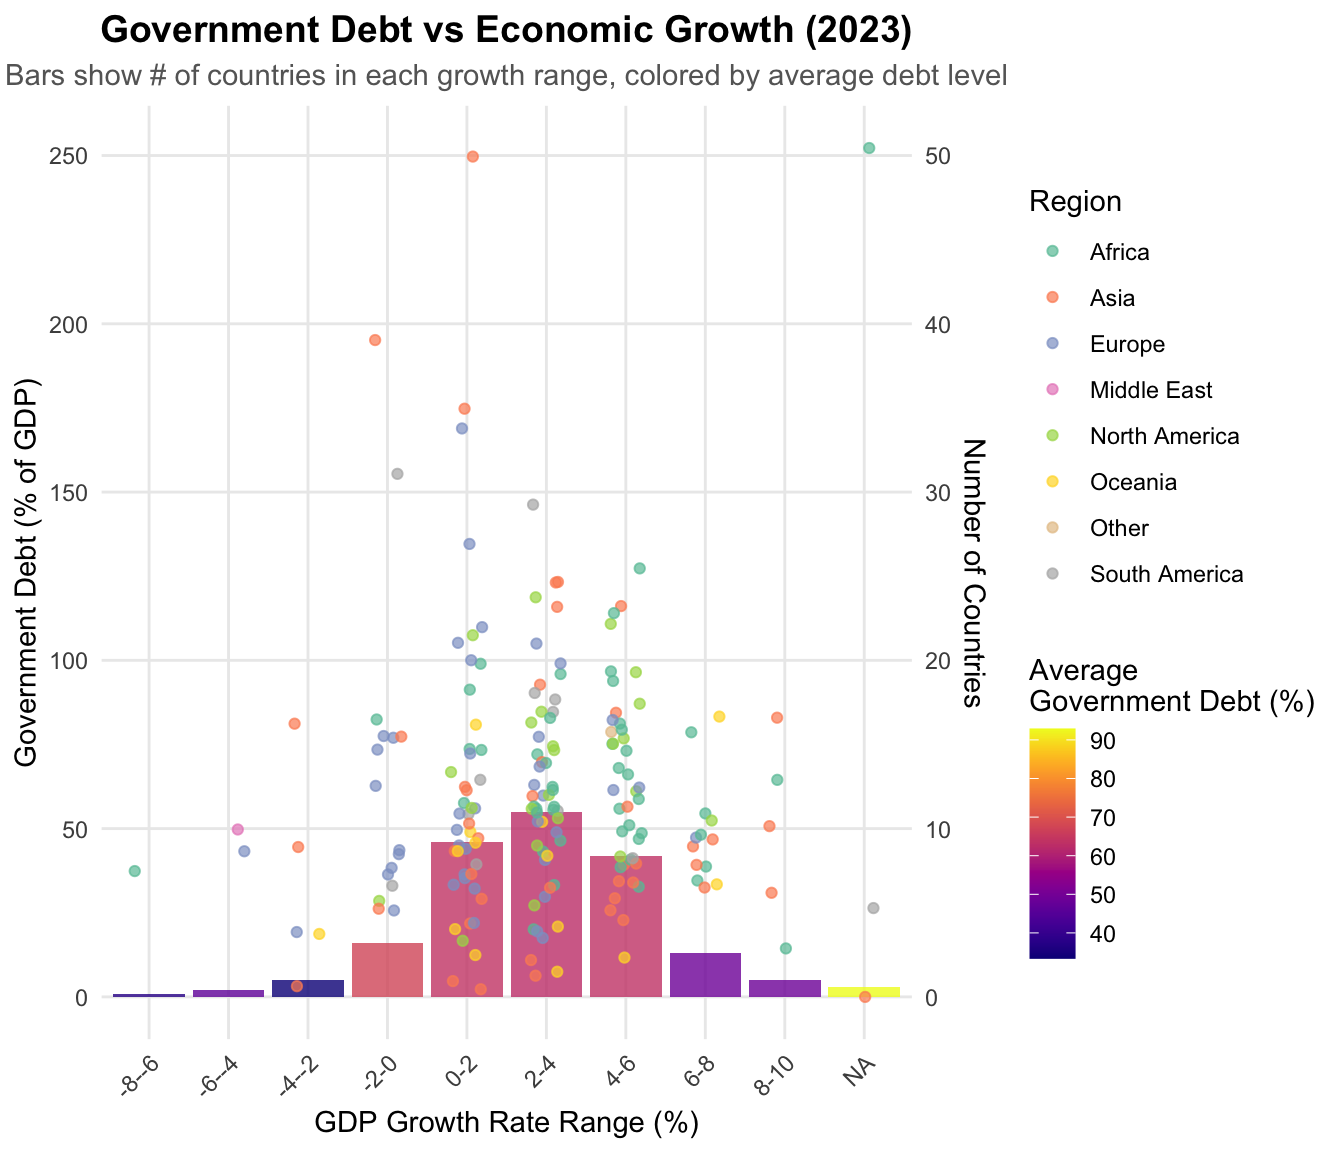 Government Debt vs Economic Growth (2023)
Bars show # of countries in each growth range, colored by average debt level
Government Debt (% of GDP)
250
200
150
100
50
0
50
40
30
20
10
0
Number of Countries
-8--6
-6--4
-4--2
-2-0
0-2
2-4
4-6
6-8
8-10
NA
GDP Growth Rate Range (%)
Region
Africa
Asia
Europe
Middle East
North America
Oceania
Other
South America
Average
Government Debt (%)
90
80
70
60
50
40